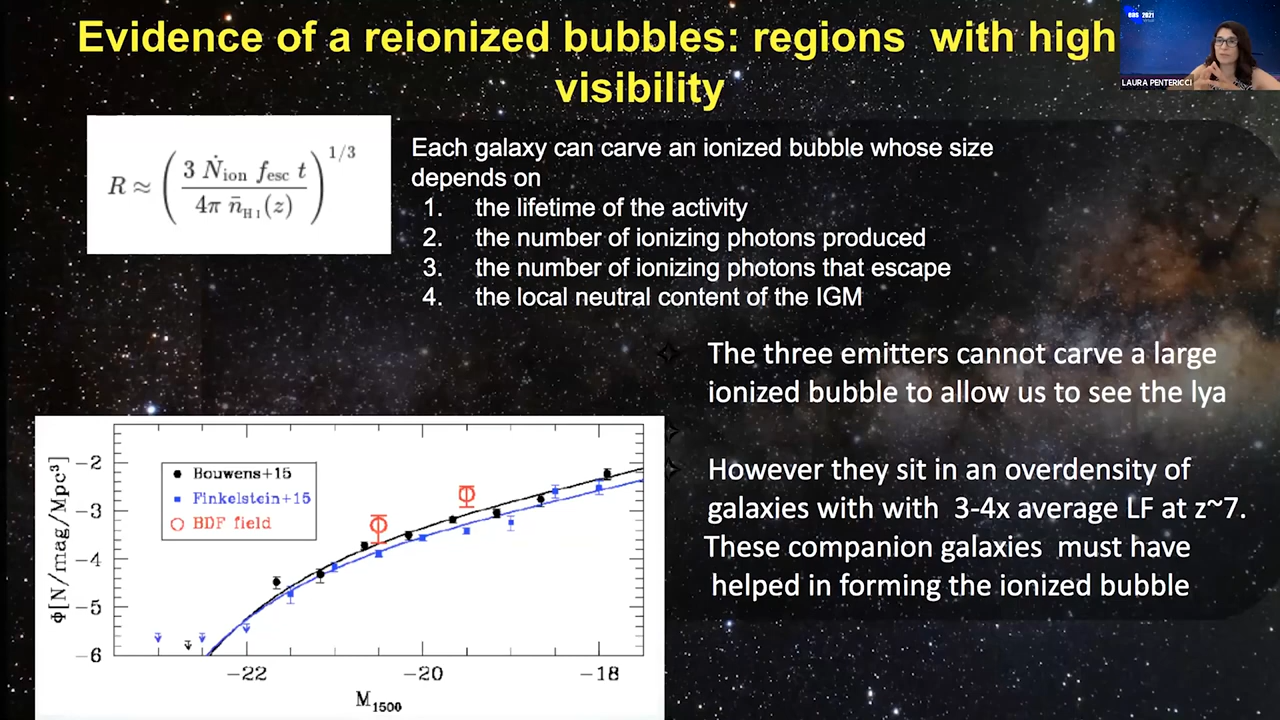 Evidence of a reionized bubbles: regions with high
visibility
EAS 2021
LAURA PENTERICCI
R ≈ ( 3 Ṅion fesc t / 4π n̄HI(z) )^1/3
Each galaxy can carve an ionized bubble whose size
depends on
1. the lifetime of the activity
2. the number of ionizing photons produced
3. the number of ionizing photons that escape
4. the local neutral content of the IGM
The three emitters cannot carve a large
ionized bubble to allow us to see the lya
However they sit in an overdensity of
galaxies with with 3-4x average LF at z~7.
These companion galaxies must have
helped in forming the ionized bubble
Φ[N/mag/Mpc³]
-2
-3
-4
-5
-6
Bouwens+15
Finkelstein+15
BDF field
-22
-20
-18
M1500